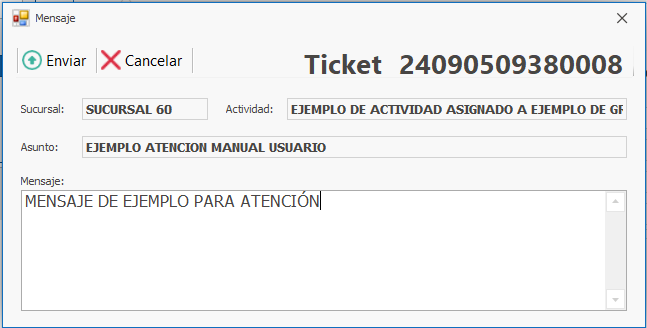 Mensaje
Enviar Cancelar Ticket 24090509380008
Sucursal: SUCURSAL 60 Actividad: EJEMPLO DE ACTIVIDAD ASIGNADO A EJEMPLO DE GR
Asunto: EJEMPLO ATENCION MANUAL USUARIO
Mensaje:
MENSAJE DE EJEMPLO PARA ATENCIÓN